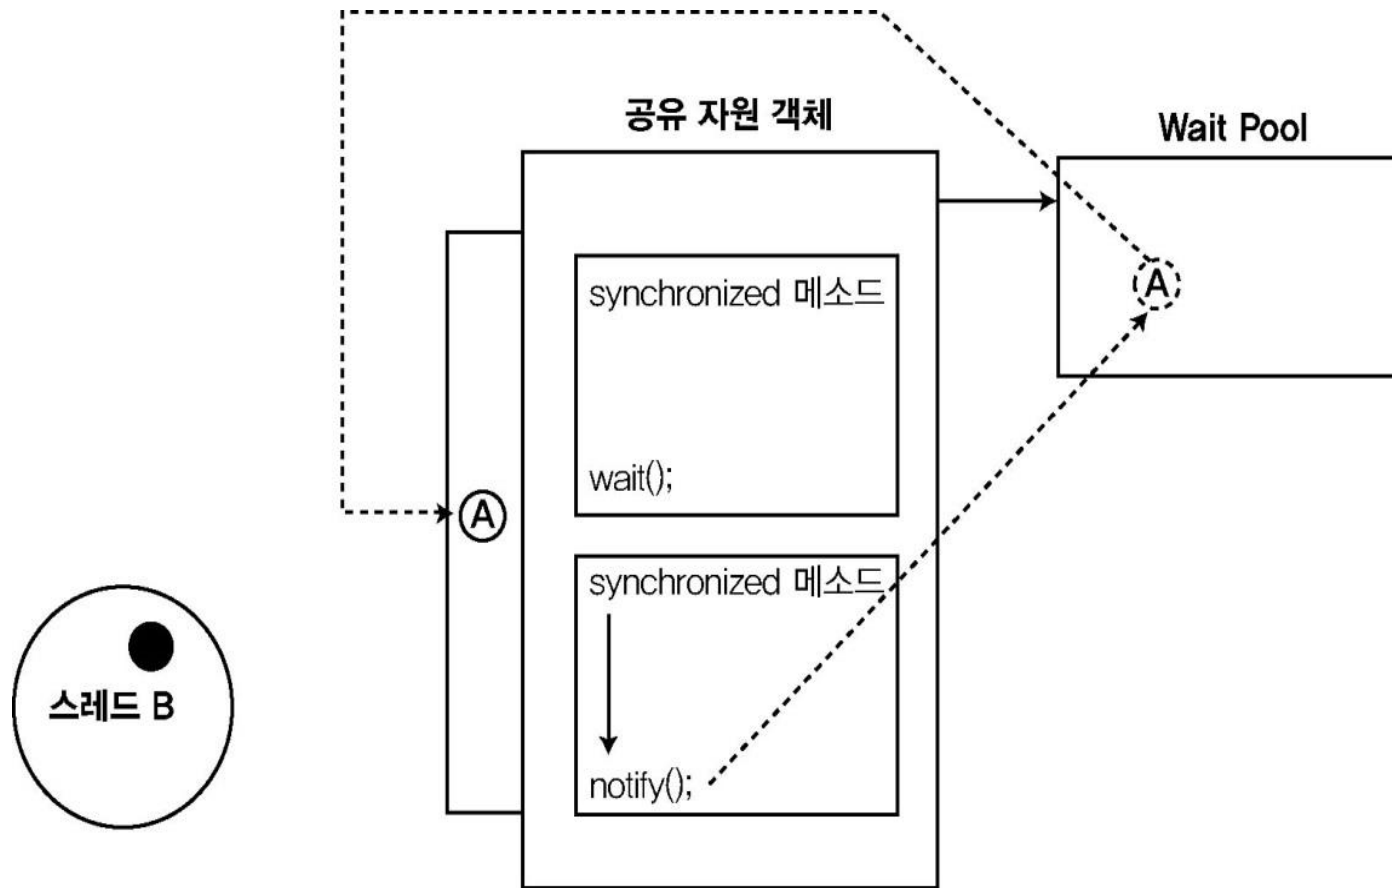 공유 자원 객체
Wait Pool
synchronized 메소드
A
wait();
A
synchronized 메소드
스레드 B
notify();